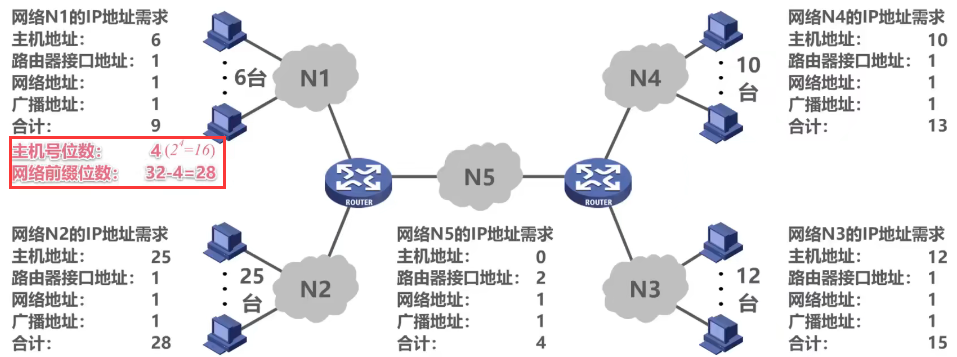 网络N1的IP地址需求
主机地址： 6
路由器接口地址： 1
网络地址： 1
广播地址： 1
合计： 9
主机号位数： 4 (2^4=16)
网络前缀位数： 32-4=28
6台
N1
N4
10
台
网络N4的IP地址需求
主机地址： 10
路由器接口地址： 1
网络地址： 1
广播地址： 1
合计： 13
ROUTER
N5
ROUTER
网络N2的IP地址需求
主机地址： 25
路由器接口地址： 1
网络地址： 1
广播地址： 1
合计： 28
25
台
N2
网络N5的IP地址需求
主机地址： 0
路由器接口地址： 2
网络地址： 1
广播地址： 1
合计： 4
N3
12
台
网络N3的IP地址需求
主机地址： 12
路由器接口地址： 1
网络地址： 1
广播地址： 1
合计： 15